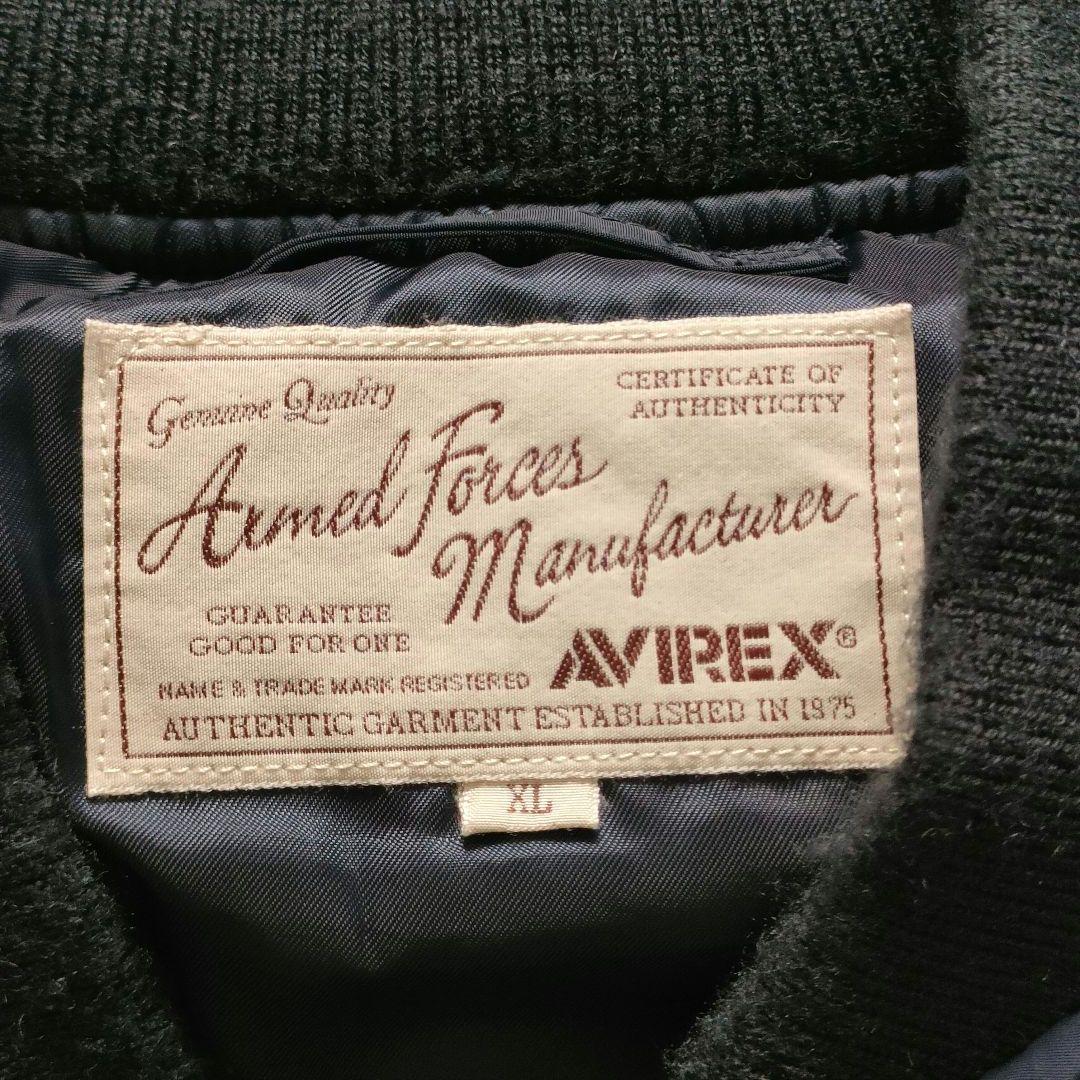 Genuine Quality
CERTIFICATE OF
AUTHENTICITY
Armed Forces
Manufacturer
GUARANTEE
GOOD FOR ONE
AVIREX®
NAME & TRADE MARK REGISTERED
AUTHENTIC GARMENT ESTABLISHED IN 1975
XL